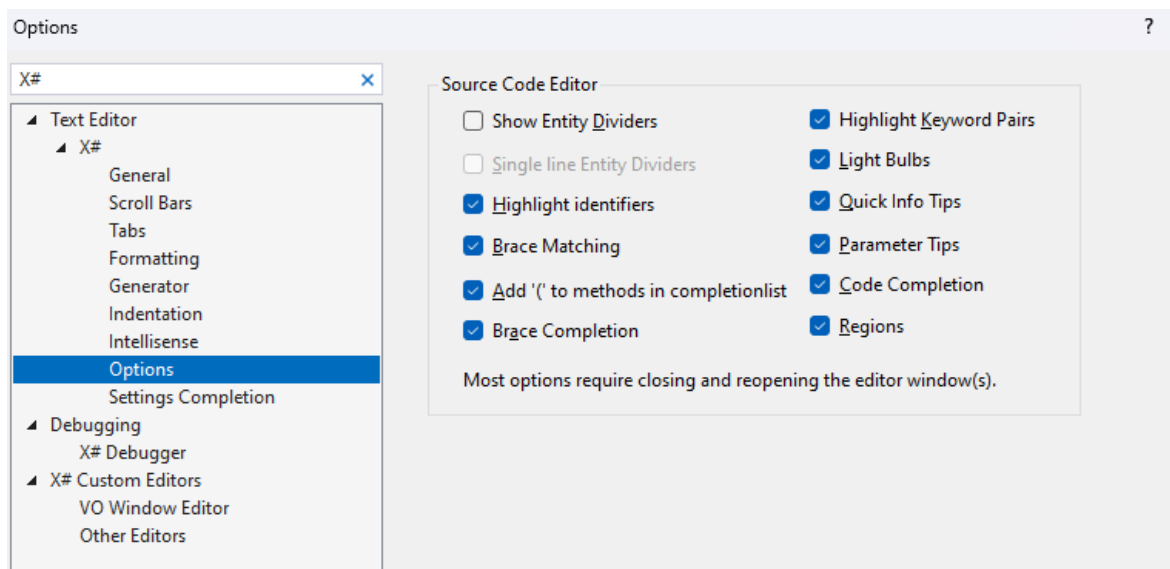 Options
?
X#
Text Editor
X#
General
Scroll Bars
Tabs
Formatting
Generator
Indentation
Intellisense
Options
Settings Completion
Debugging
X# Debugger
X# Custom Editors
VO Window Editor
Other Editors
Source Code Editor
Show Entity Dividers
Single line Entity Dividers
Highlight identifiers
Brace Matching
Add '(' to methods in completionlist
Brace Completion
Highlight Keyword Pairs
Light Bulbs
Quick Info Tips
Parameter Tips
Code Completion
Regions
Most options require closing and reopening the editor window(s).